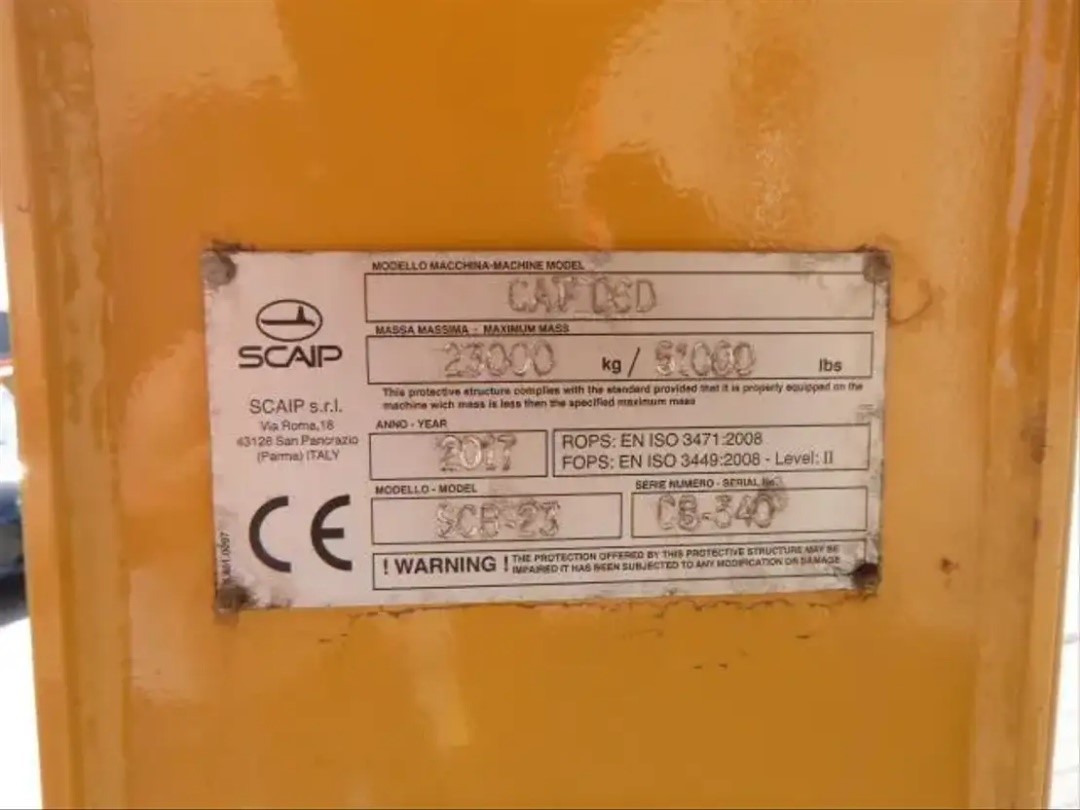 MODELLO MACCHINA-MACHINE MODEL
CAT D6D
SCAIP
MASSA MASSIMA - MAXIMUM MASS
23000 kg / 51060 lbs
This protective structure complies with the standard provided that it is properly equipped on the
machine wich mass is less then the specified maximum mass
SCAIP s.r.l.
Via Roma,18
43126 San Pancrazio
(Parma) ITALY
ANNO - YEAR
2017
ROPS: EN ISO 3471:2008
FOPS: EN ISO 3449:2008 - Level: II
MODELLO - MODEL
SCB-23
SERIE NUMERO - SERIAL No.
CB-340
CE
! WARNING ! THE PROTECTION OFFERED BY THIS PROTECTIVE STRUCTURE MAY BE
IMPAIRED IT HAS BEEN SUBJECTED TO ANY MODIFICATION OR DAMAGE